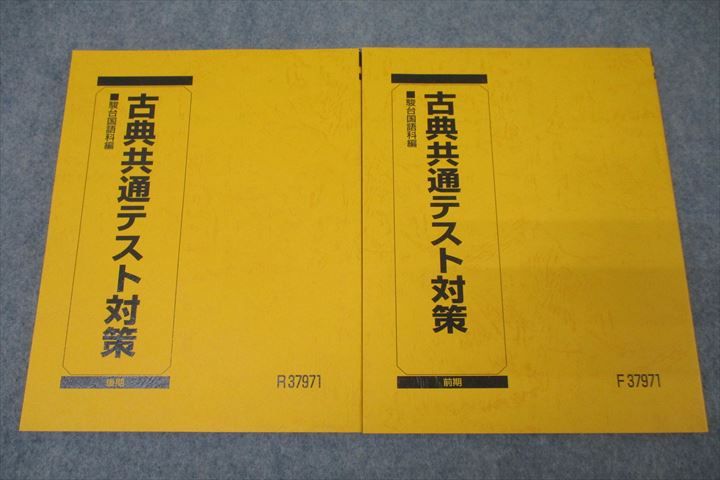 古典共通テスト対策
■駿台国語科編
後期
R37971
古典共通テスト対策
■駿台国語科編
前期
F37971